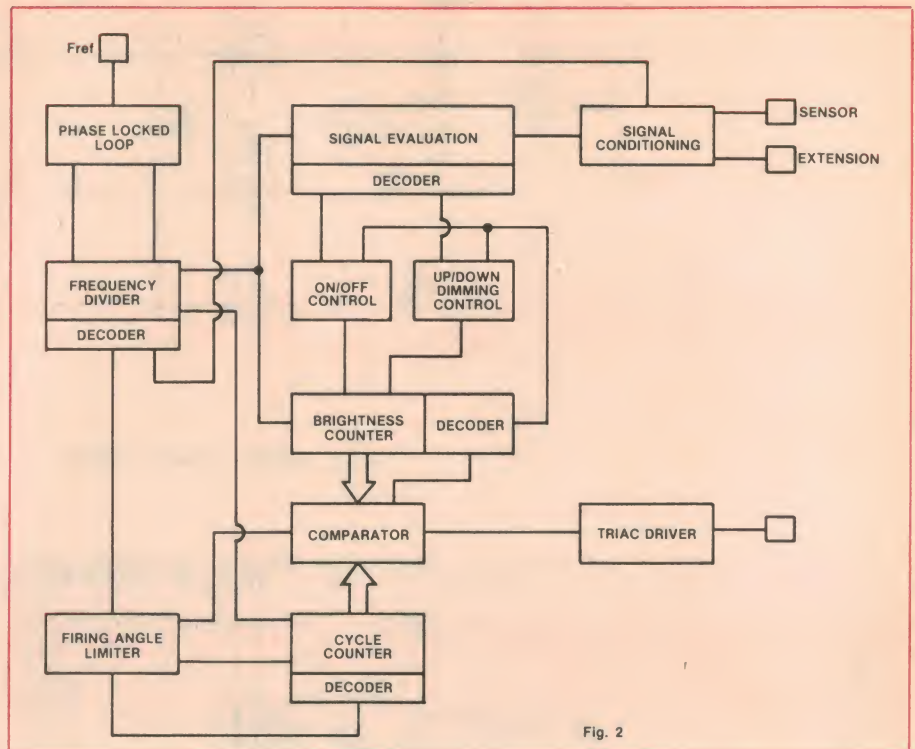 Fref
PHASE LOCKED
LOOP
SIGNAL EVALUATION
DECODER
SIGNAL
CONDITIONING
SENSOR
EXTENSION
FREQUENCY
DIVIDER
DECODER
ON/OFF
CONTROL
UP/DOWN
DIMMING
CONTROL
BRIGHTNESS
COUNTER
DECODER
COMPARATOR
TRIAC DRIVER
FIRING ANGLE
LIMITER
CYCLE
COUNTER
DECODER
Fig. 2